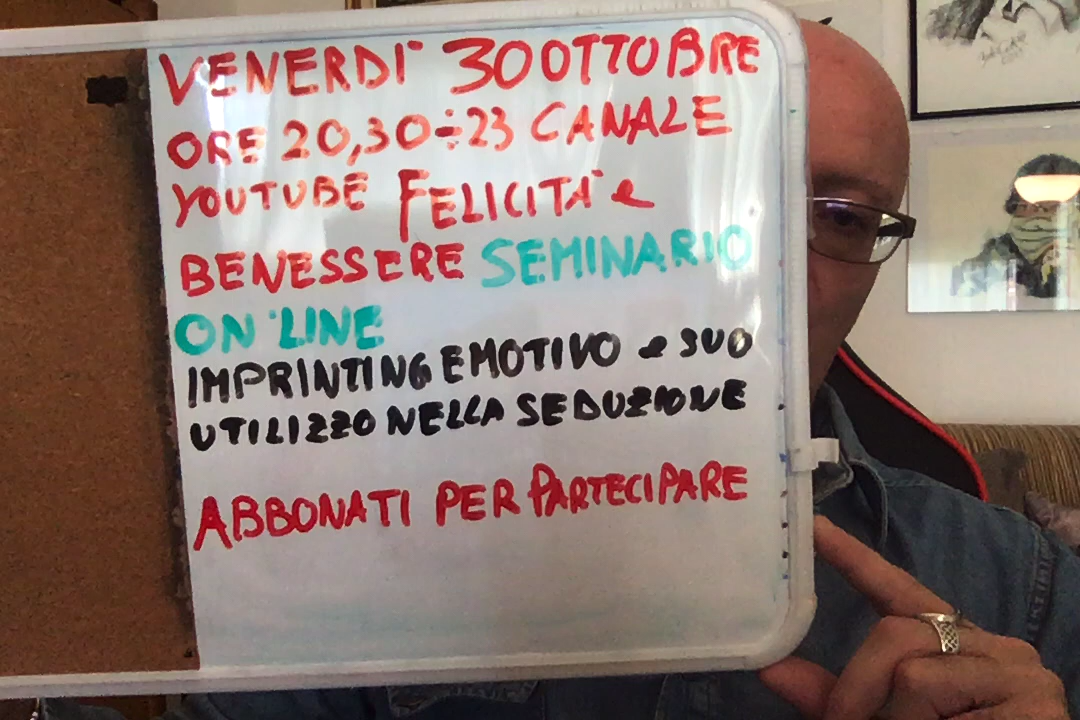 VENERDI` 30 OTTOBRE
ORE 20,30÷23 CANALE
YOUTUBE FELICITA` e
BENESSERE SEMINARIO
ON LINE
IMPRINTING EMOTIVO e SUO
UTILIZZO NELLA SEDUZIONE
ABBONATI PER PARTECIPARE